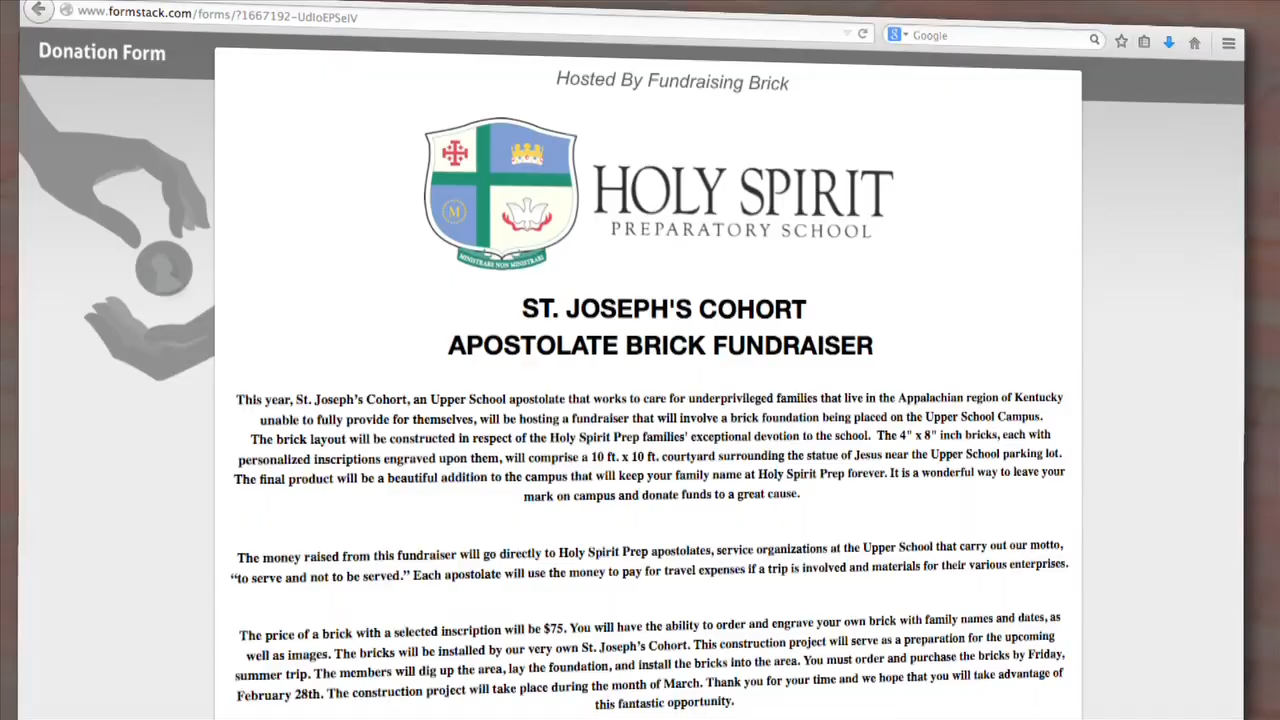 www.formstack.com/forms/?1667192-UdIoEPSeIV
Google
Donation Form
Hosted By Fundraising Brick
M
MINISTRARE NON MINISTRARI
HOLY SPIRIT
PREPARATORY SCHOOL
ST. JOSEPH'S COHORT
APOSTOLATE BRICK FUNDRAISER
This year, St. Joseph's Cohort, an Upper School apostolate that works to care for underprivileged families that live in the Appalachian region of Kentucky
unable to fully provide for themselves, will be hosting a fundraiser that will involve a brick foundation being placed on the Upper School Campus.
The brick layout will be constructed in respect of the Holy Spirit Prep families' exceptional devotion to the school. The 4" x 8" inch bricks, each with
personalized inscriptions engraved upon them, will comprise a 10 ft. x 10 ft. courtyard surrounding the statue of Jesus near the Upper School parking lot.
The final product will be a beautiful addition to the campus that will keep your family name at Holy Spirit Prep forever. It is a wonderful way to leave your
mark on campus and donate funds to a great cause.
The money raised from this fundraiser will go directly to Holy Spirit Prep apostolates, service organizations at the Upper School that carry out our motto,
“to serve and not to be served.” Each apostolate will use the money to pay for travel expenses if a trip is involved and materials for their various enterprises.
The price of a brick with a selected inscription will be $75. You will have the ability to order and engrave your own brick with family names and dates, as
well as images. The bricks will be installed by our very own St. Joseph's Cohort. This construction project will serve as a preparation for the upcoming
summer trip. The members will dig up the area, lay the foundation, and install the bricks into the area. You must order and purchase the bricks by Friday,
February 28th. The construction project will take place during the month of March. Thank you for your time and we hope that you will take advantage of
this fantastic opportunity.